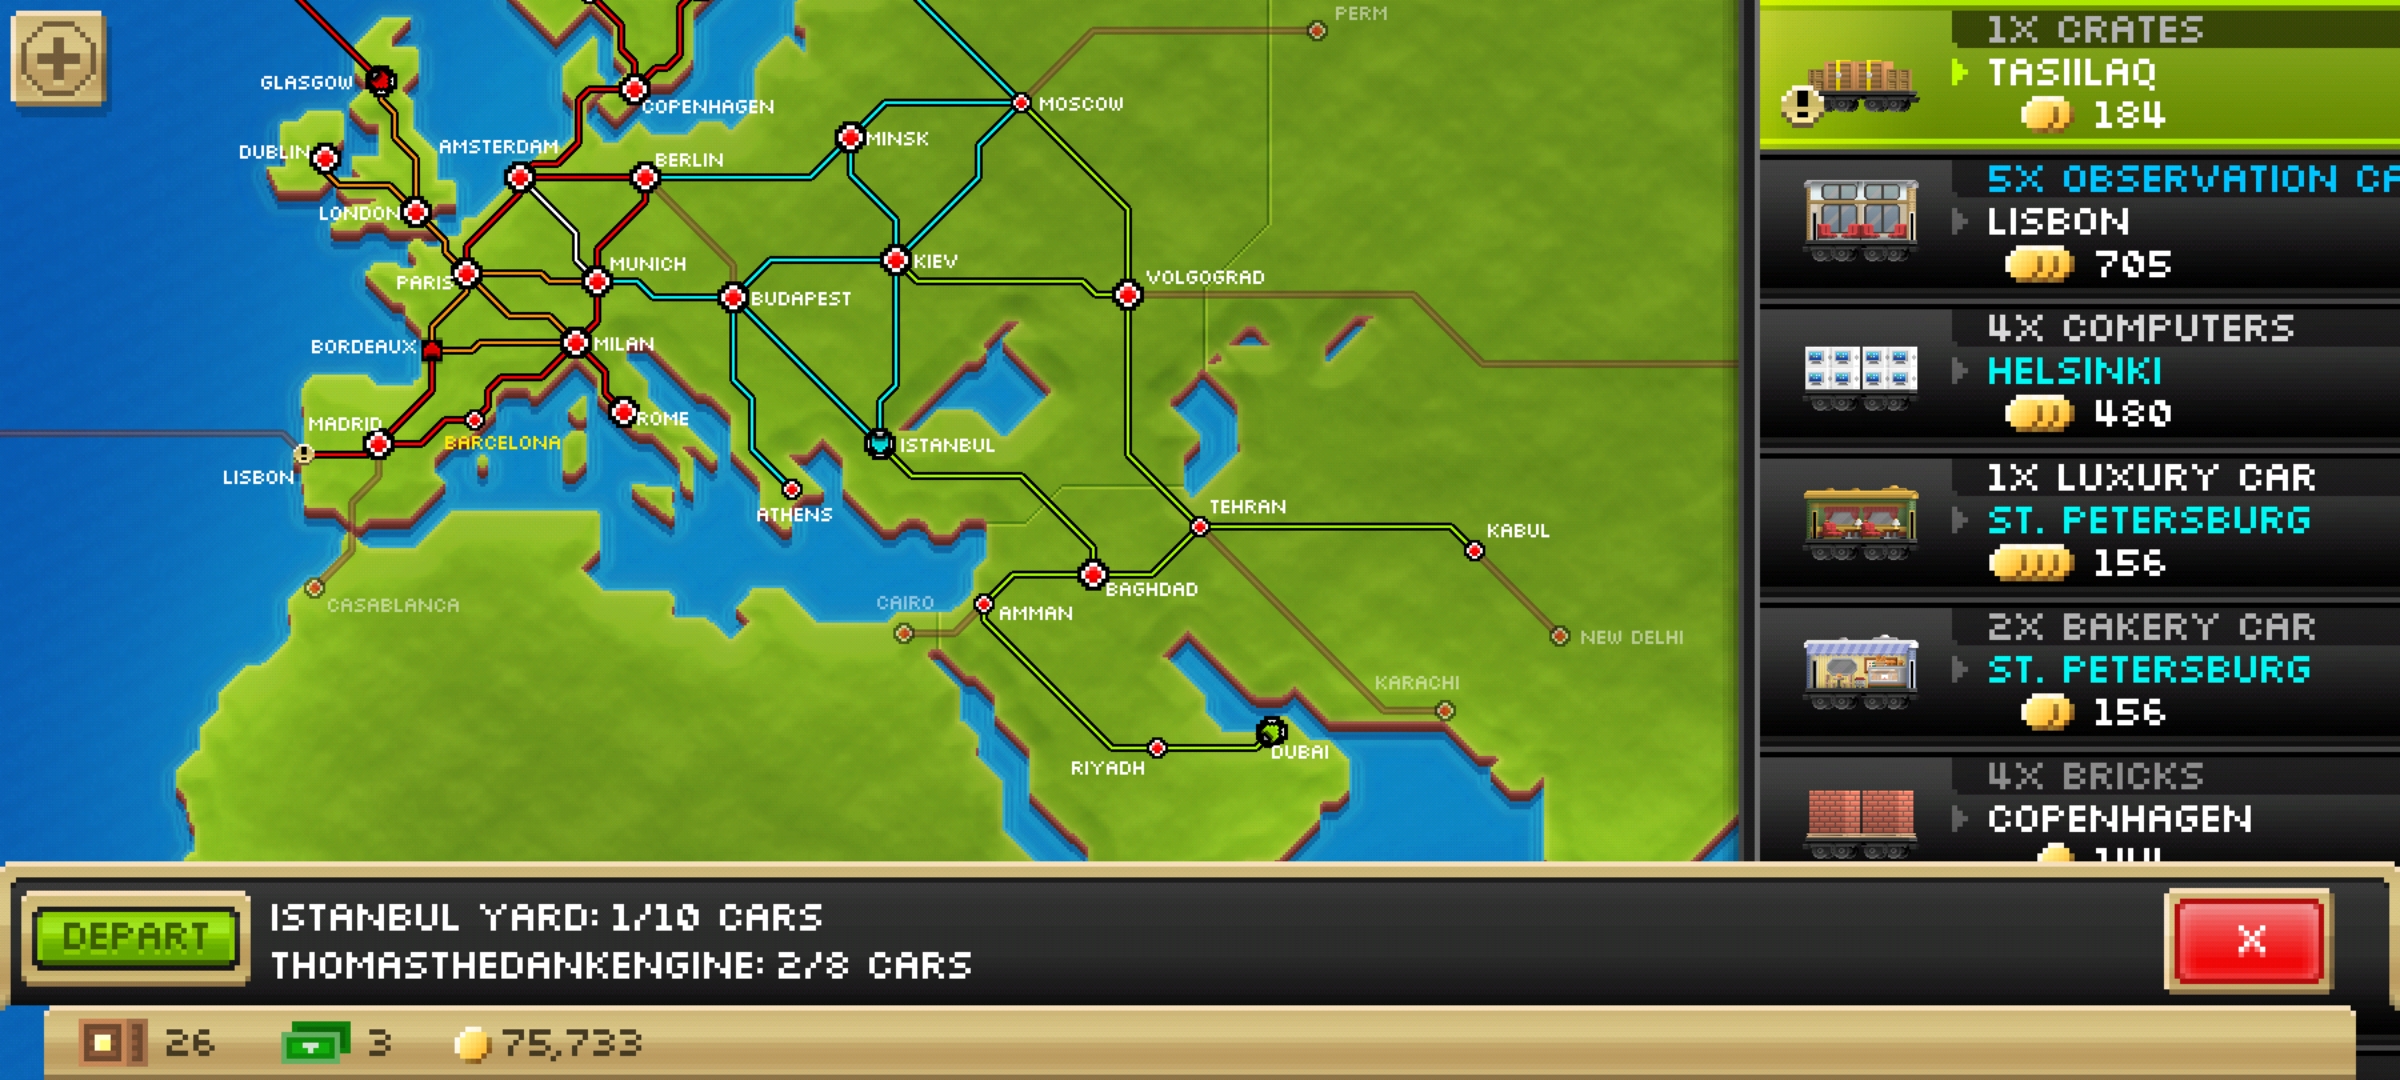 PERM
GLASGOW
COPENHAGEN
MOSCOW
DUBLIN
AMSTERDAM
BERLIN
MINSK
LONDON
PARIS
MUNICH
BUDAPEST
KIEV
VOLGOGRAD
BORDEAUX
MILAN
MADRID
BARCELONA
ROME
ISTANBUL
LISBON
ATHENS
TEHRAN
KABUL
CASABLANCA
CAIRO
AMMAN
BAGHDAD
NEW DELHI
KARACHI
RIYADH
DUBAI
1X CRATES
TASIILAQ
184
5X OBSERVATION CA
LISBON
705
4X COMPUTERS
HELSINKI
480
1X LUXURY CAR
ST. PETERSBURG
156
2X BAKERY CAR
ST. PETERSBURG
156
4X BRICKS
COPENHAGEN
DEPART
ISTANBUL YARD: 1/10 CARS
THOMASTHEDANKENGINE: 2/8 CARS
X
26
3
75,733